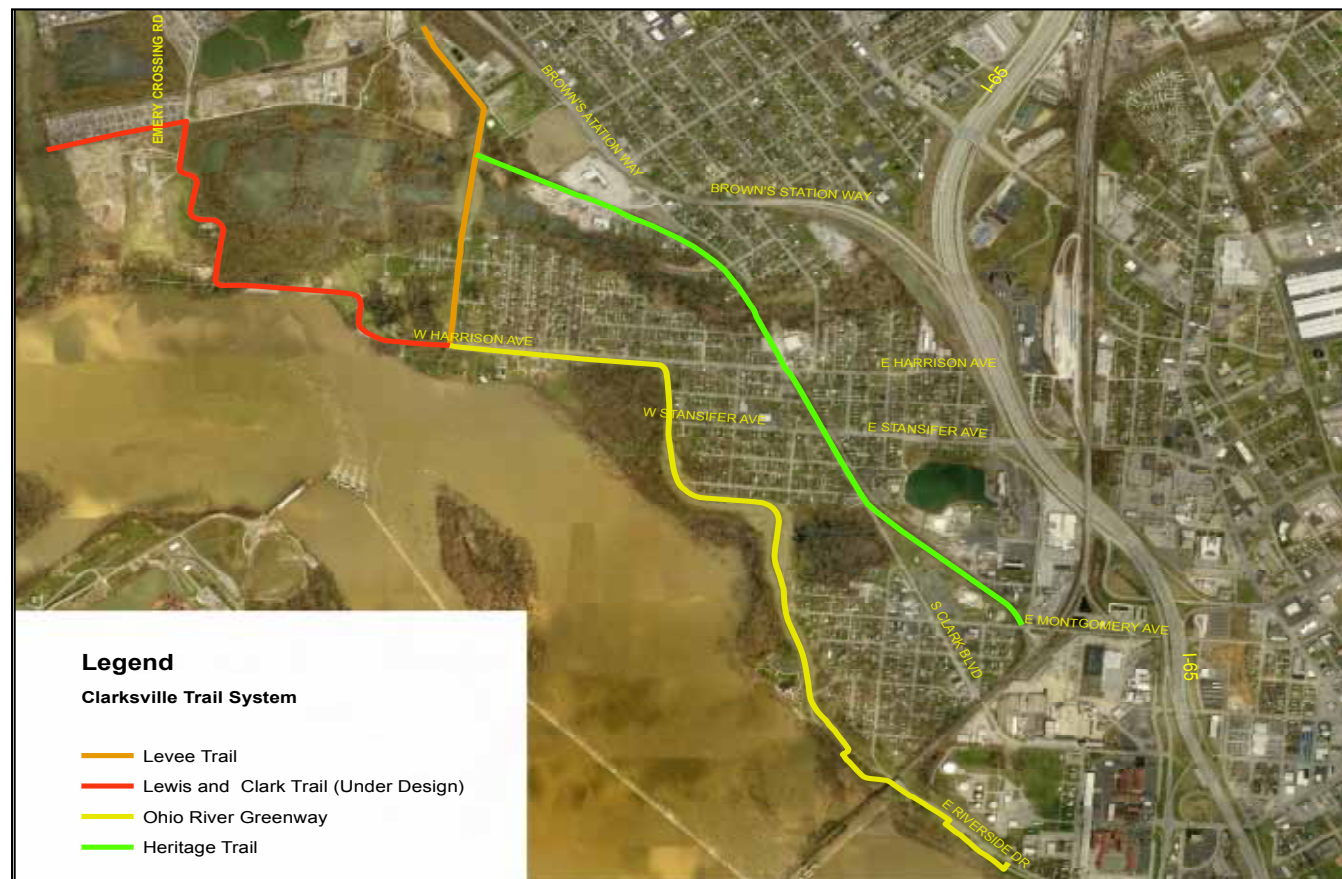 EMERY CROSSING RD
BROWN'S STATION WAY
I-65
BROWN'S STATION WAY
W HARRISON AVE
E HARRISON AVE
W STANSIFER AVE
E STANSIFER AVE
S CLARK BLVD
E MONTGOMERY AVE
I-65
E RIVERSIDE DR
Legend
Clarksville Trail System
Levee Trail
Lewis and Clark Trail (Under Design)
Ohio River Greenway
Heritage Trail